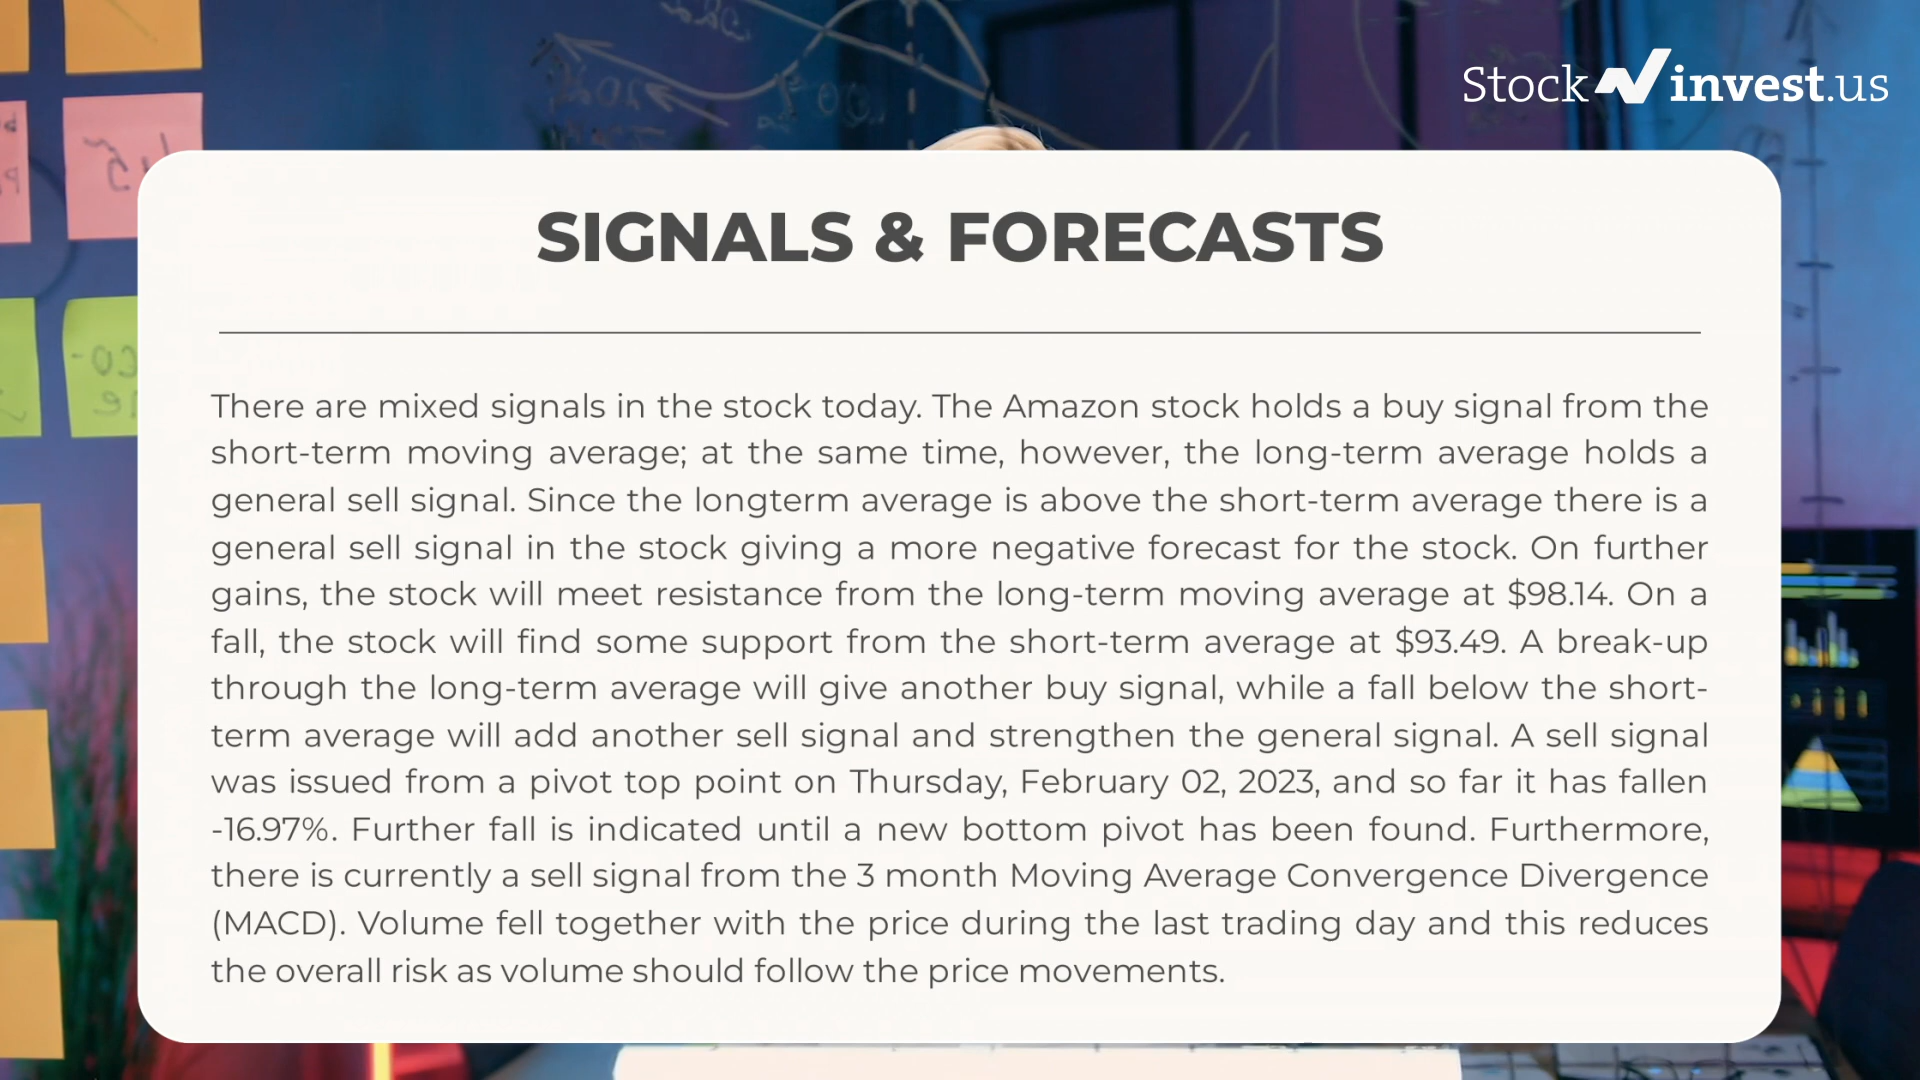 Stock invest.us
SIGNALS & FORECASTS
There are mixed signals in the stock today. The Amazon stock holds a buy signal from the
short-term moving average; at the same time, however, the long-term average holds a
general sell signal. Since the longterm average is above the short-term average there is a
general sell signal in the stock giving a more negative forecast for the stock. On further
gains, the stock will meet resistance from the long-term moving average at $98.14. On a
fall, the stock will find some support from the short-term average at $93.49. A break-up
through the long-term average will give another buy signal, while a fall below the short-
term average will add another sell signal and strengthen the general signal. A sell signal
was issued from a pivot top point on Thursday, February 02, 2023, and so far it has fallen
-16.97%. Further fall is indicated until a new bottom pivot has been found. Furthermore,
there is currently a sell signal from the 3 month Moving Average Convergence Divergence
(MACD). Volume fell together with the price during the last trading day and this reduces
the overall risk as volume should follow the price movements.